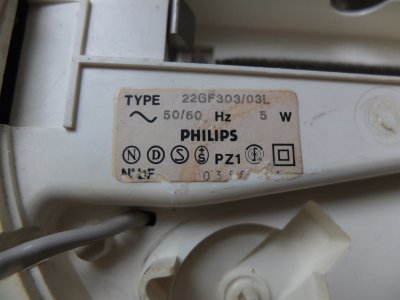 TYPE 22GF303/03L
~ 50/60 Hz 5 W
PHILIPS
N D S PZ1